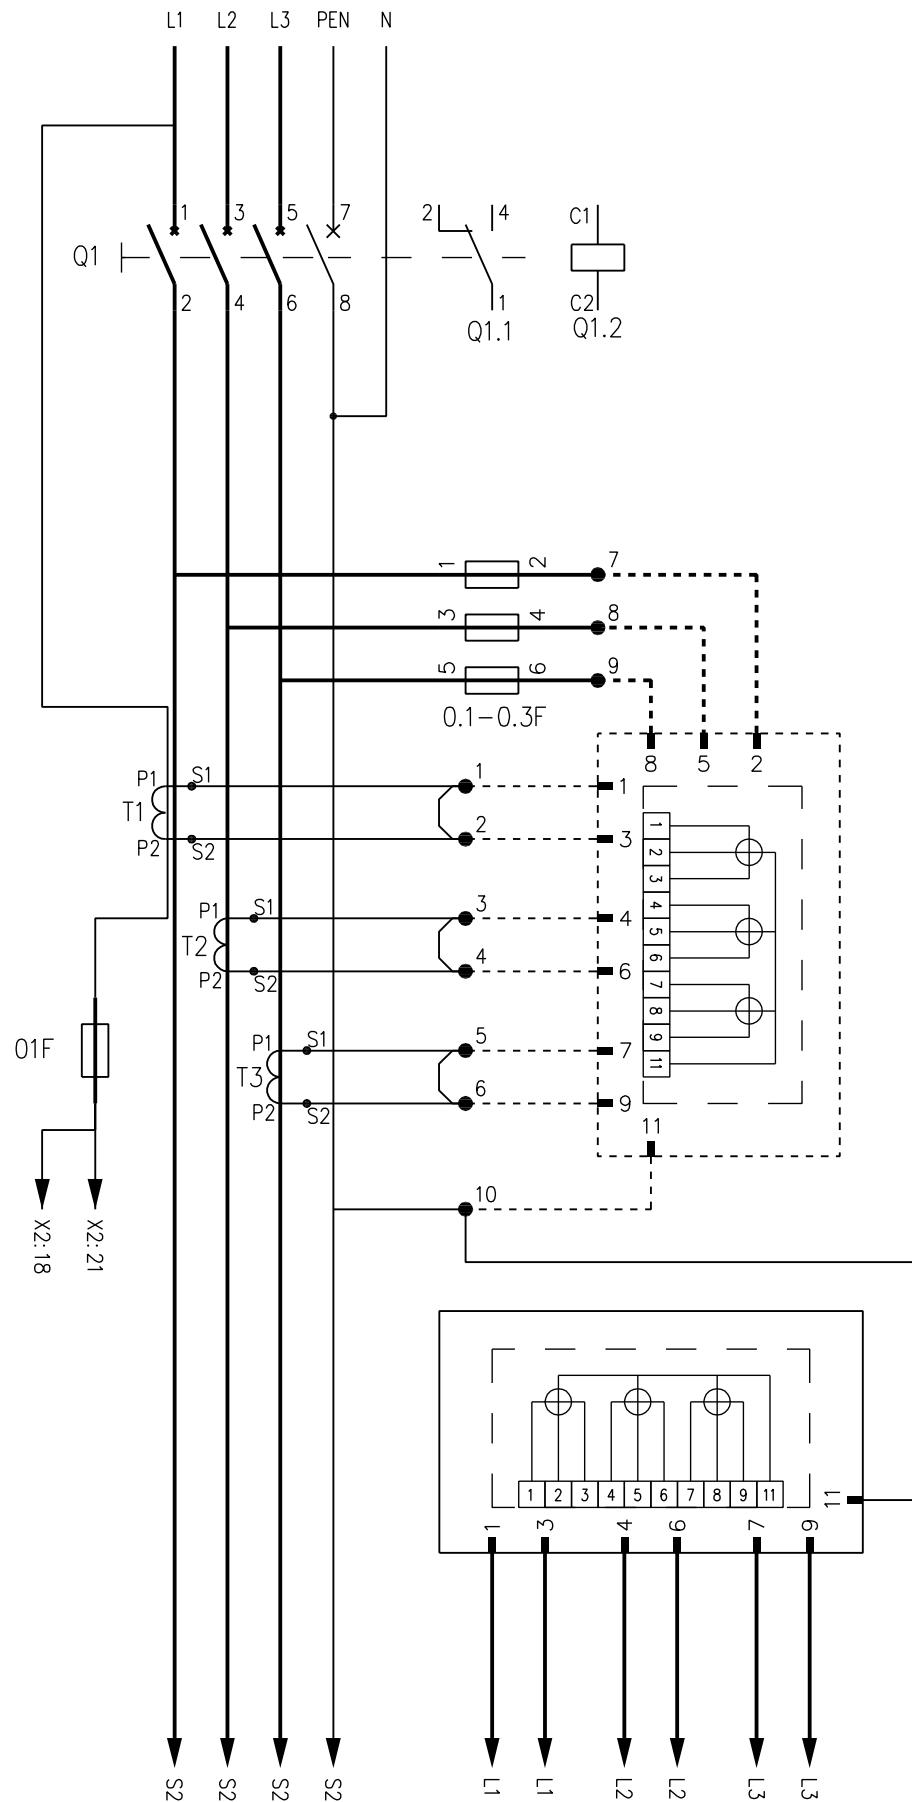 L1 L2 L3 PEN N
1 3 5 7 2 4 C1
Q1
2 4 6 8 1 C2
Q1.1 Q1.2
1 2 7
3 4 8
5 6 9
0.1-0.3F
8 5 2
P1 S1 1 1
T1
P2 S2 2 3
P1 S1 3 4
T2
P2 S2 4 6
P1 S1 5 7
T3
P2 S2 6 9
1
2
3
4
5
6
7
8
9
11
01F
11
10
X2:18 X2:21
1 2 3 4 5 6 7 8 9 11
11
1 3 4 6 7 9
S2 S2 S2 S2 L1 L1 L2 L2 L3 L3